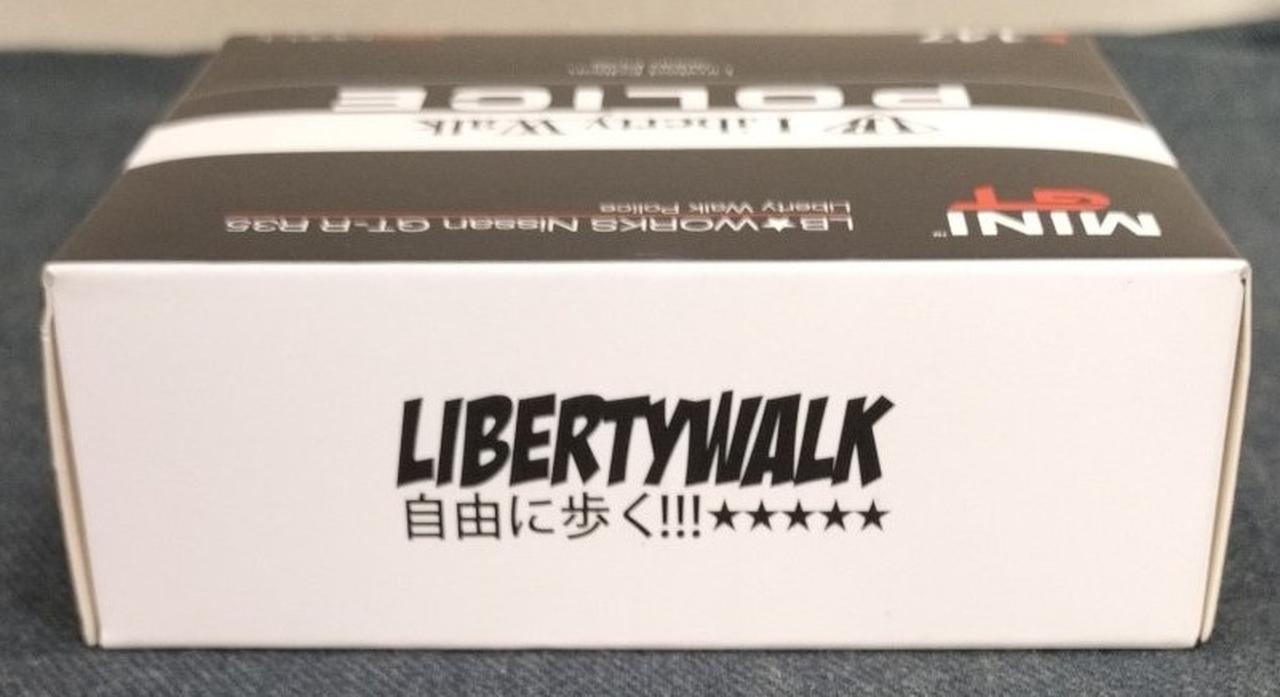 POLICE
Liberty Walk
MINI GT
LB★WORKS Nissan GT-R R35
Liberty Walk Police
LIBERTYWALK
自由に歩く!!!★★★★★